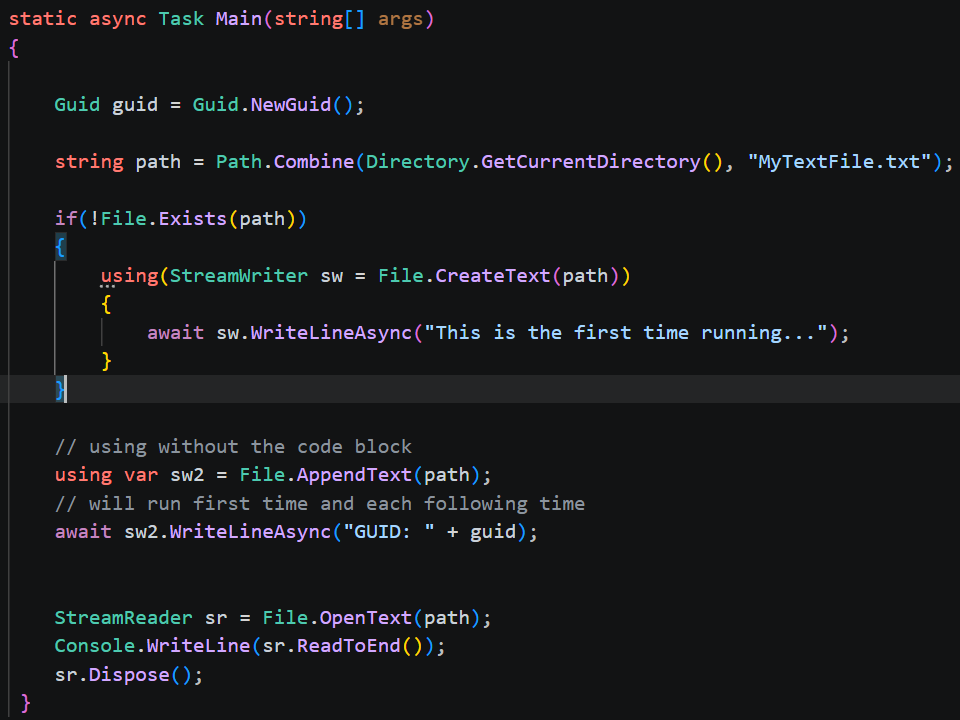 static async Task Main(string[] args)
{
Guid guid = Guid.NewGuid();
string path = Path.Combine(Directory.GetCurrentDirectory(), "MyTextFile.txt");
if(!File.Exists(path))
{
using(StreamWriter sw = File.CreateText(path))
{
await sw.WriteLineAsync("This is the first time running...");
}
}
// using without the code block
using var sw2 = File.AppendText(path);
// will run first time and each following time
await sw2.WriteLineAsync("GUID: " + guid);
StreamReader sr = File.OpenText(path);
Console.WriteLine(sr.ReadToEnd());
sr.Dispose();
}